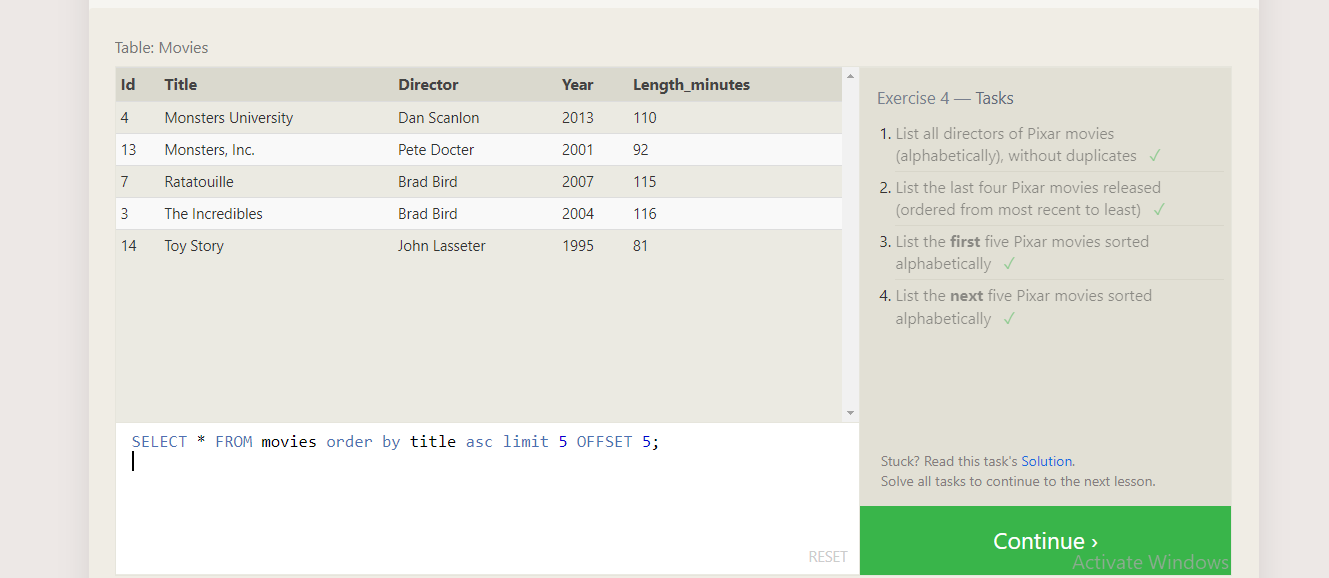 Table: Movies
Id Title Director Year Length_minutes
4 Monsters University Dan Scanlon 2013 110
13 Monsters, Inc. Pete Docter 2001 92
7 Ratatouille Brad Bird 2007 115
3 The Incredibles Brad Bird 2004 116
14 Toy Story John Lasseter 1995 81
SELECT * FROM movies order by title asc limit 5 OFFSET 5;
RESET
Exercise 4 — Tasks
1. List all directors of Pixar movies
(alphabetically), without duplicates ✓
2. List the last four Pixar movies released
(ordered from most recent to least) ✓
3. List the first five Pixar movies sorted
alphabetically ✓
4. List the next five Pixar movies sorted
alphabetically ✓
Stuck? Read this task's Solution.
Solve all tasks to continue to the next lesson.
Continue ›
Activate Windows